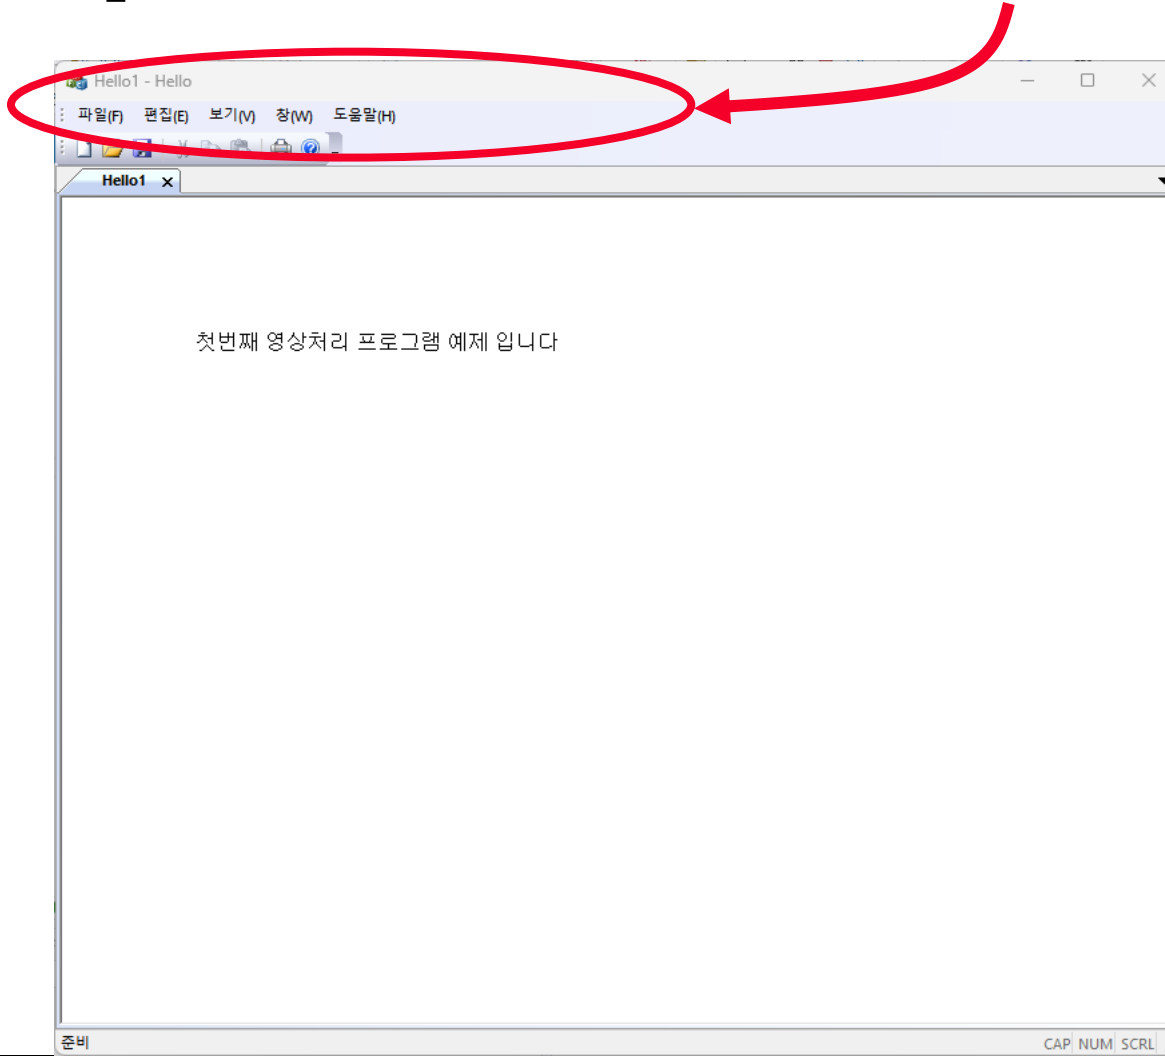 Hello1 - Hello
파일(F) 편집(E) 보기(V) 창(W) 도움말(H)
Hello1 x
첫번째 영상처리 프로그램 예제 입니다
준비
CAP NUM SCRL